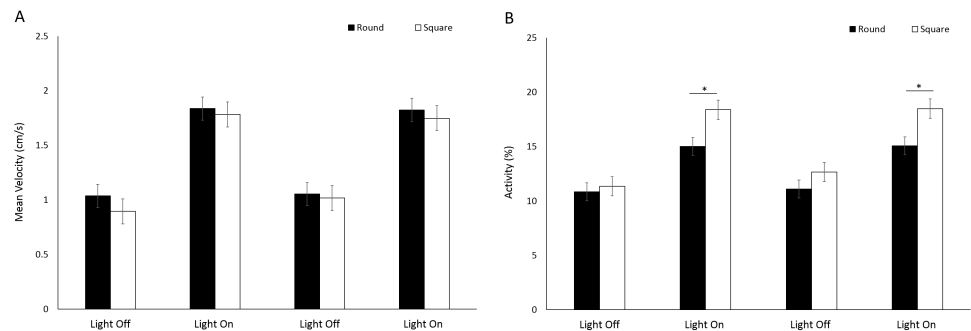 A
Mean Velocity (cm/s)
2.5
2
1.5
1
0.5
0
Round
Square
Light Off
Light On
Light Off
Light On
B
Activity (%)
25
20
15
10
5
0
Round
Square
*
*
Light Off
Light On
Light Off
Light On